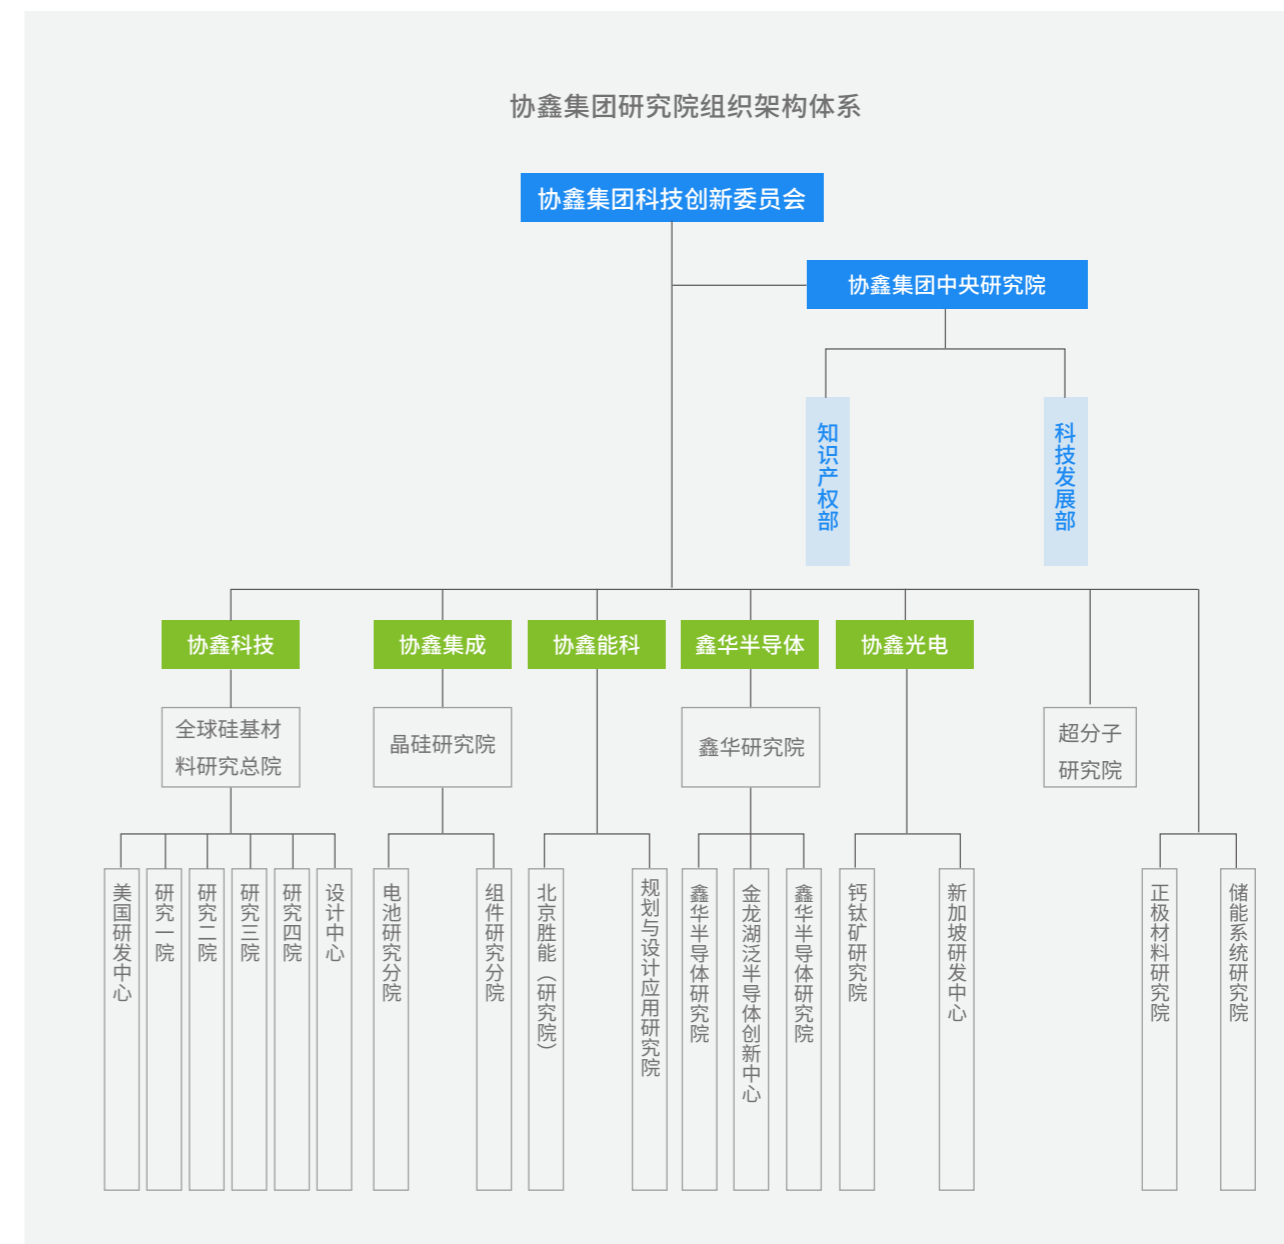 协鑫集团研究院组织架构体系
协鑫集团科技创新委员会
协鑫集团中央研究院
知识产权部
科技发展部
协鑫科技
协鑫集成
协鑫能科
鑫华半导体
协鑫光电
全球硅基材
料研究总院
晶硅研究院
鑫华研究院
超分子
研究院
美国研发中心
研究一院
研究二院
研究三院
研究四院
设计中心
电池研究分院
组件研究分院
北京胜能（研究院）
规划与设计应用研究院
鑫华半导体研究院
金龙湖泛半导体创新中心
鑫华半导体研究院
钙钛矿研究院
新加坡研发中心
正极材料研究院
储能系统研究院